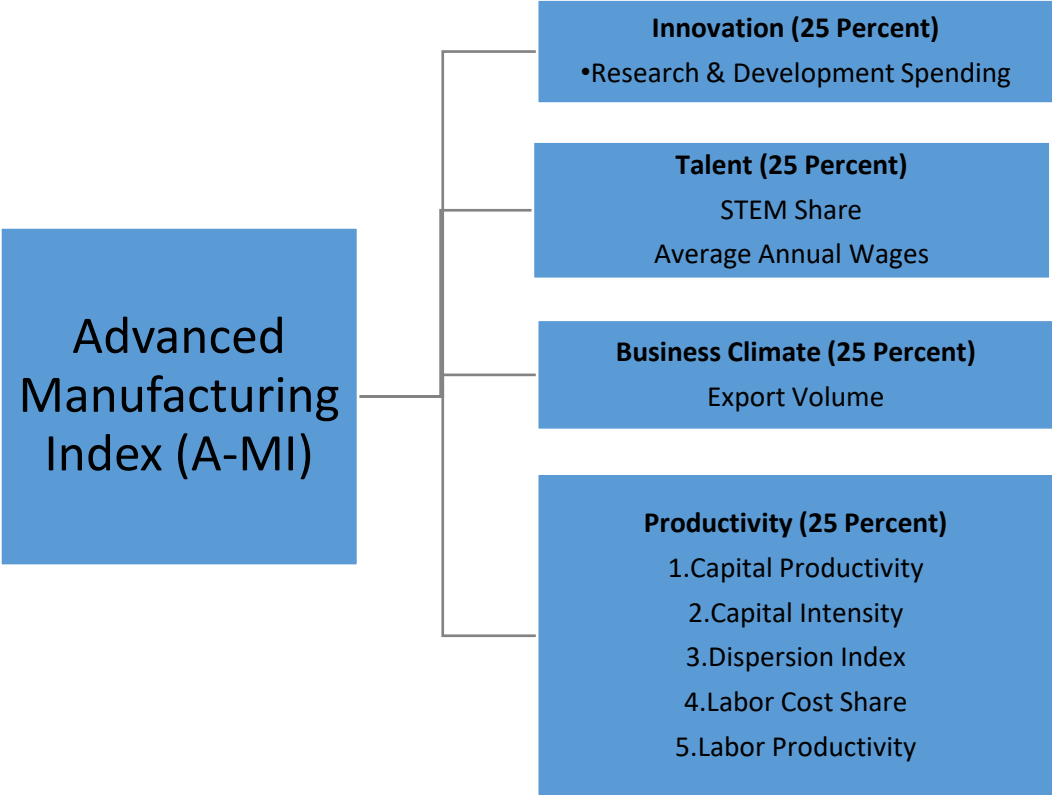 Advanced
Manufacturing
Index (A-MI)
Innovation (25 Percent)
•Research & Development Spending
Talent (25 Percent)
STEM Share
Average Annual Wages
Business Climate (25 Percent)
Export Volume
Productivity (25 Percent)
1.Capital Productivity
2.Capital Intensity
3.Dispersion Index
4.Labor Cost Share
5.Labor Productivity